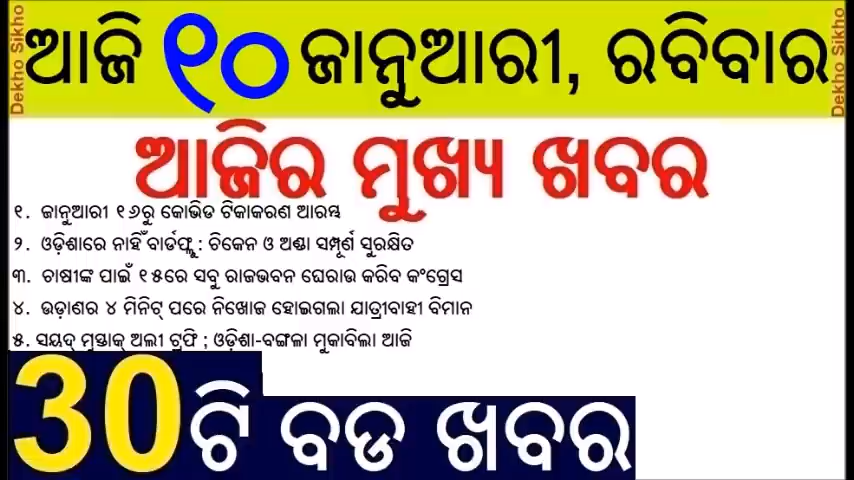 Dekho Sikho
ଆଜି ୧୦ ଜାନୁଆରୀ, ରବିବାର
Dekho Sikho
ଆଜିର ମୁଖ୍ୟ ଖବର
୧. ଜାନୁଆରୀ ୧୬ରୁ କୋଭିଡ ଟିକାକରଣ ଆରମ୍ଭ
୨. ଓଡ଼ିଶାରେ ନାହିଁ ବାର୍ଡଫ୍ଲୁ : ଚିକେନ ଓ ଅଣ୍ଡା ସମ୍ପୂର୍ଣ ସୁରକ୍ଷିତ
୩. ଚାଷୀଙ୍କ ପାଇଁ ୧୫ରେ ସବୁ ରାଜଭବନ ଘେରାଉ କରିବ କଂଗ୍ରେସ
୪. ଉଡ଼ାଣର ୪ ମିନିଟ୍ ପରେ ନିଖୋଜ ହୋଇଗଲା ଯାତ୍ରୀବାହୀ ବିମାନ
୫. ସୟଦ୍ ମୁସ୍ତାକ୍ ଅଲୀ ଟ୍ରଫି ; ଓଡ଼ିଶା-ବଙ୍ଗଳା ମୁକାବିଲା ଆଜି
30ଟି ବଡ ଖବର